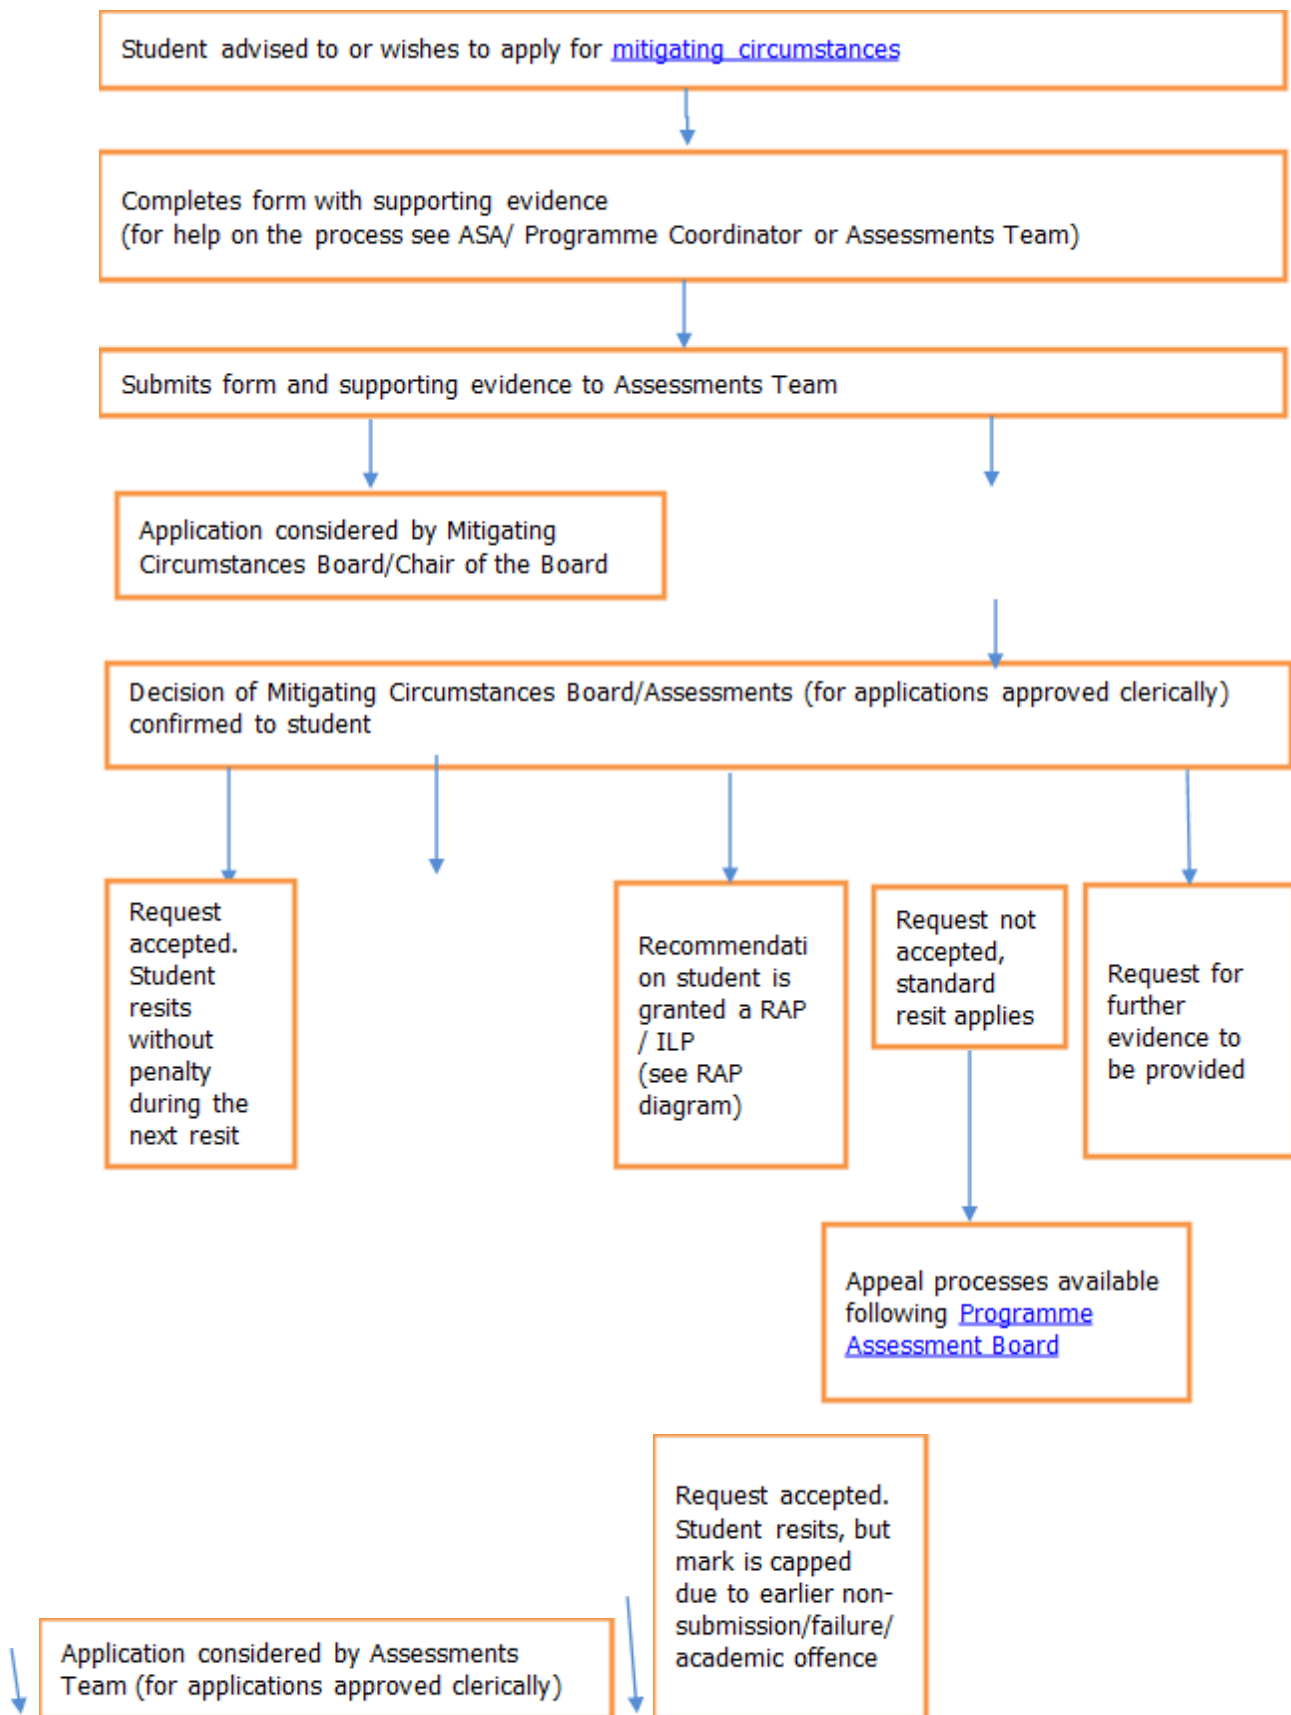 Student advised to or wishes to apply for mitigating circumstances
Completes form with supporting evidence
(for help on the process see ASA/ Programme Coordinator or Assessments Team)
Submits form and supporting evidence to Assessments Team
Application considered by Mitigating
Circumstances Board/Chair of the Board
Decision of Mitigating Circumstances Board/Assessments (for applications approved clerically)
confirmed to student
Request
accepted.
Student
resits
without
penalty
during the
next resit
Recommendati
on student is
granted a RAP
/ ILP
(see RAP
diagram)
Request not
accepted,
standard
resit applies
Request for
further
evidence to
be provided
Appeal processes available
following Programme
Assessment Board
Request accepted.
Student resits, but
mark is capped
due to earlier non-
submission/failure/
academic offence
Application considered by Assessments
Team (for applications approved clerically)